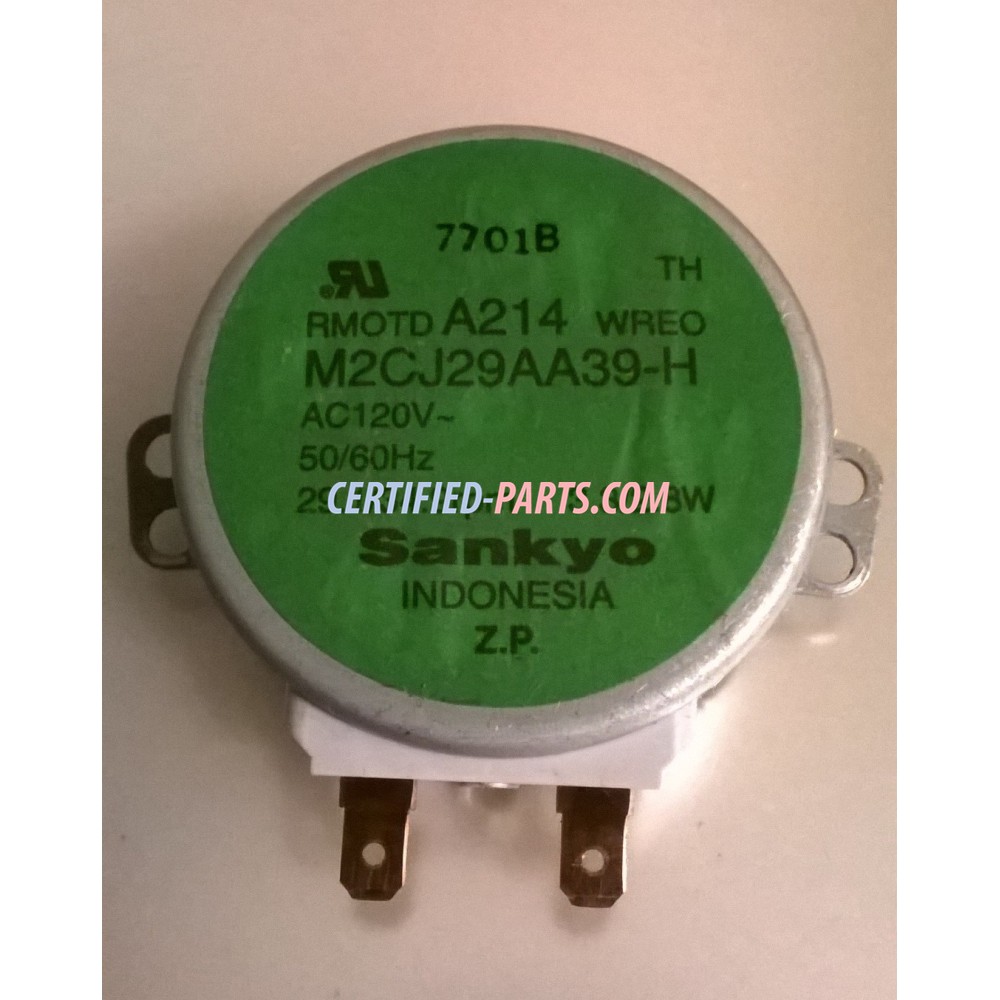 7701B
TH
RMOTD A214 WREO
M2CJ29AA39-H
AC120V~
50/60Hz
CERTIFIED-PARTS.COM
Sankyo
INDONESIA
Z.P.